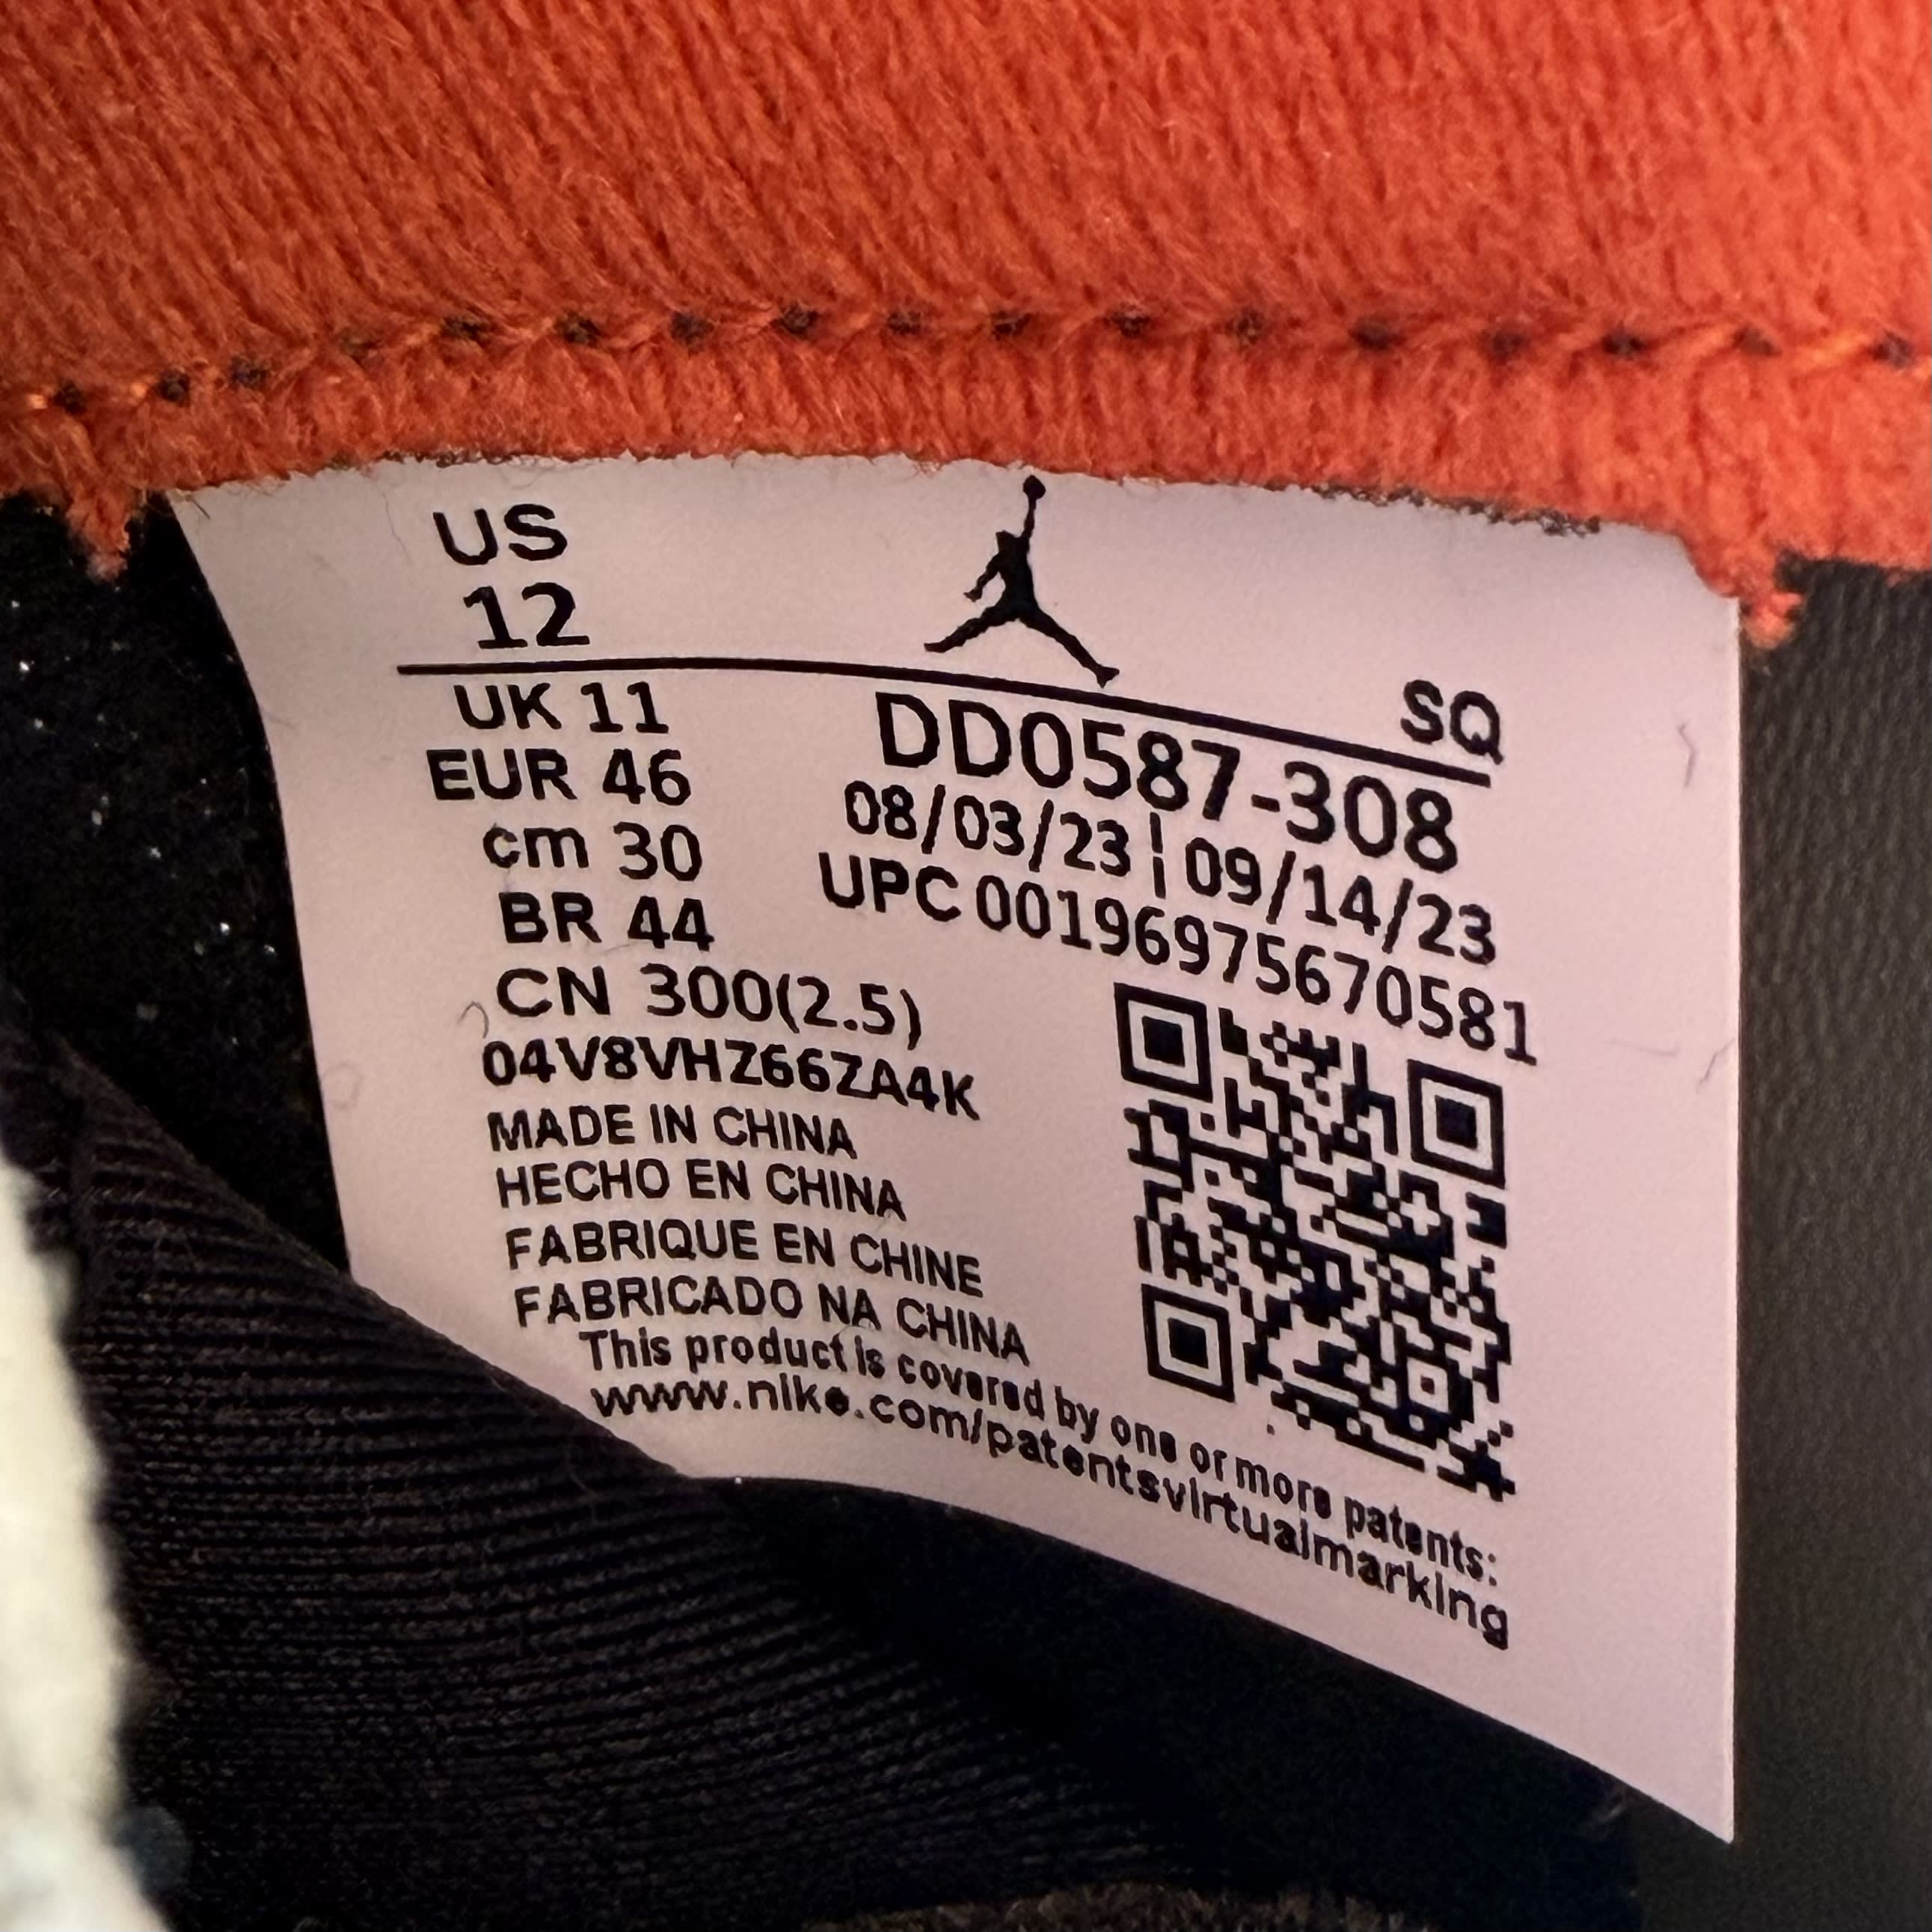 US
12
SQ
UK 11
EUR 46
cm 30
BR 44
CN 300(2.5)
04V8VHZ66ZA4K
MADE IN CHINA
HECHO EN CHINA
FABRIQUE EN CHINE
FABRICADO NA CHINA
DD0587-308
08/03/23 ¦ 09/14/23
UPC 00196975670581
This product is covered by one or more patents:
www.nike.com/patentsvirtualmarking